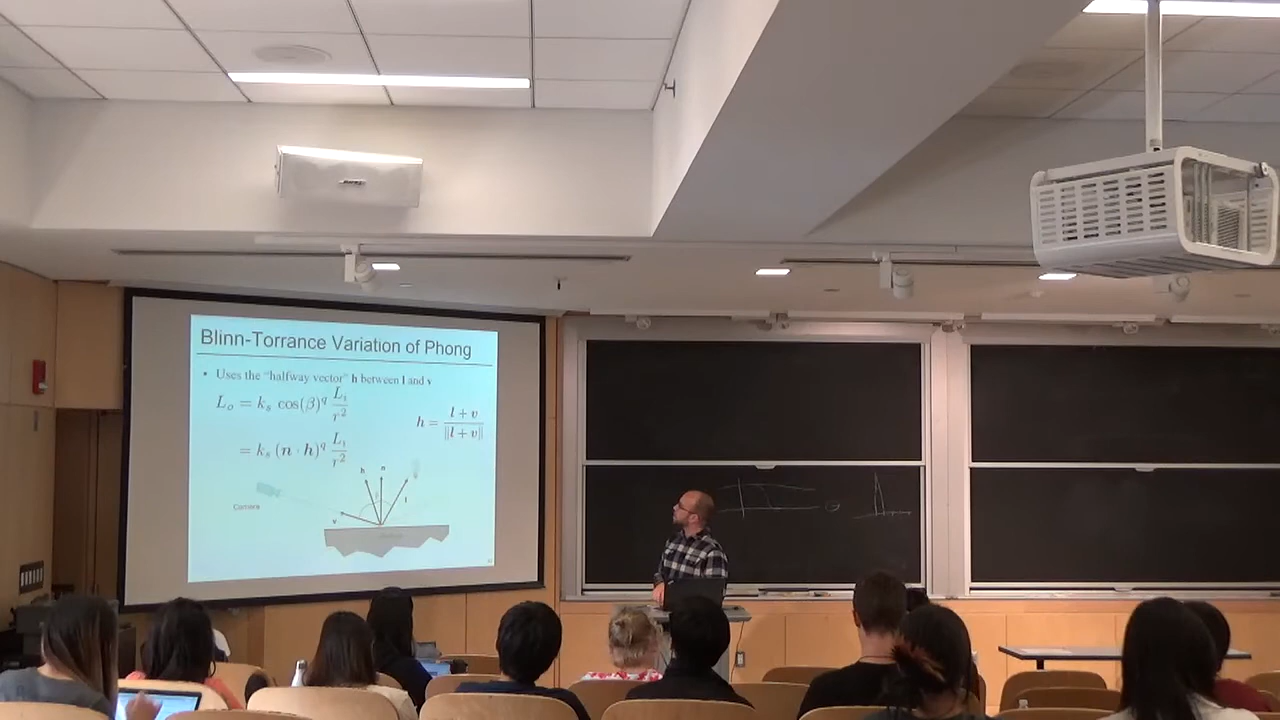 Blinn-Torrance Variation of Phong
• Uses the "halfway vector" h between l and v
L_o = k_s cos(β)^q L_i / r^2
h = l + v / ||l + v||
= k_s (n · h)^q L_i / r^2
h n
l
Camera
v